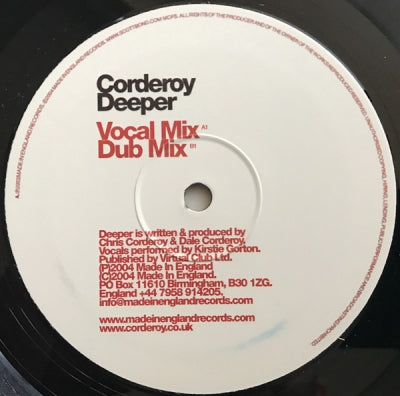 Corderoy
Deeper
Vocal Mix A1
Dub Mix B1
Deeper is written & produced by
Chris Corderoy & Dale Corderoy.
Vocals performed by Kirstie Gorton.
Published by Virtual Club Ltd.
(P)2004 Made In England
(C)2004 Made In England.
PO Box 11610 Birmingham, B30 1ZG.
England +44 7958 914205.
info@madeinenglandrecords.com
www.madeinenglandrecords.com
www.corderoy.co.uk